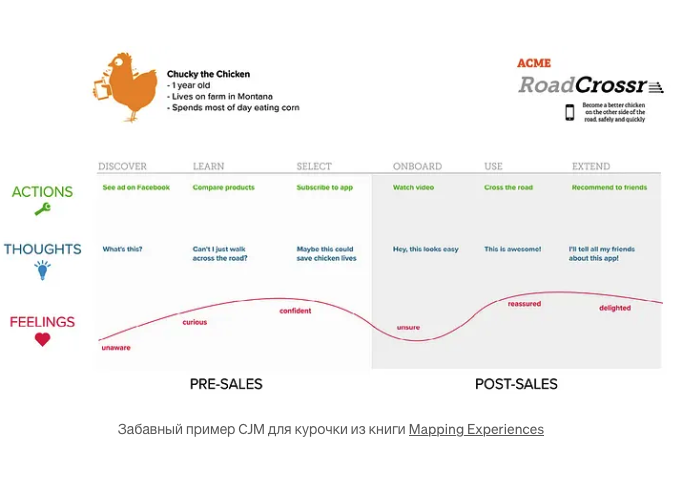 Chucky the Chicken
- 1 year old
- Lives on farm in Montana
- Spends most of day eating corn
ACME
RoadCrossr
Become a better chicken
on the other side of the
road, safely and quickly
DISCOVER LEARN SELECT ONBOARD USE EXTEND
ACTIONS
See ad on Facebook Compare products Subscribe to app Watch video Cross the road Recommend to friends
THOUGHTS
What's this? Can't I just walk Maybe this could Hey, this looks easy This is awesome! I'll tell all my friends
across the road? save chicken lives about this app!
FEELINGS
unaware curious confident unsure reassured delighted
PRE-SALES POST-SALES
Забавный пример CJM для курочки из книги Mapping Experiences